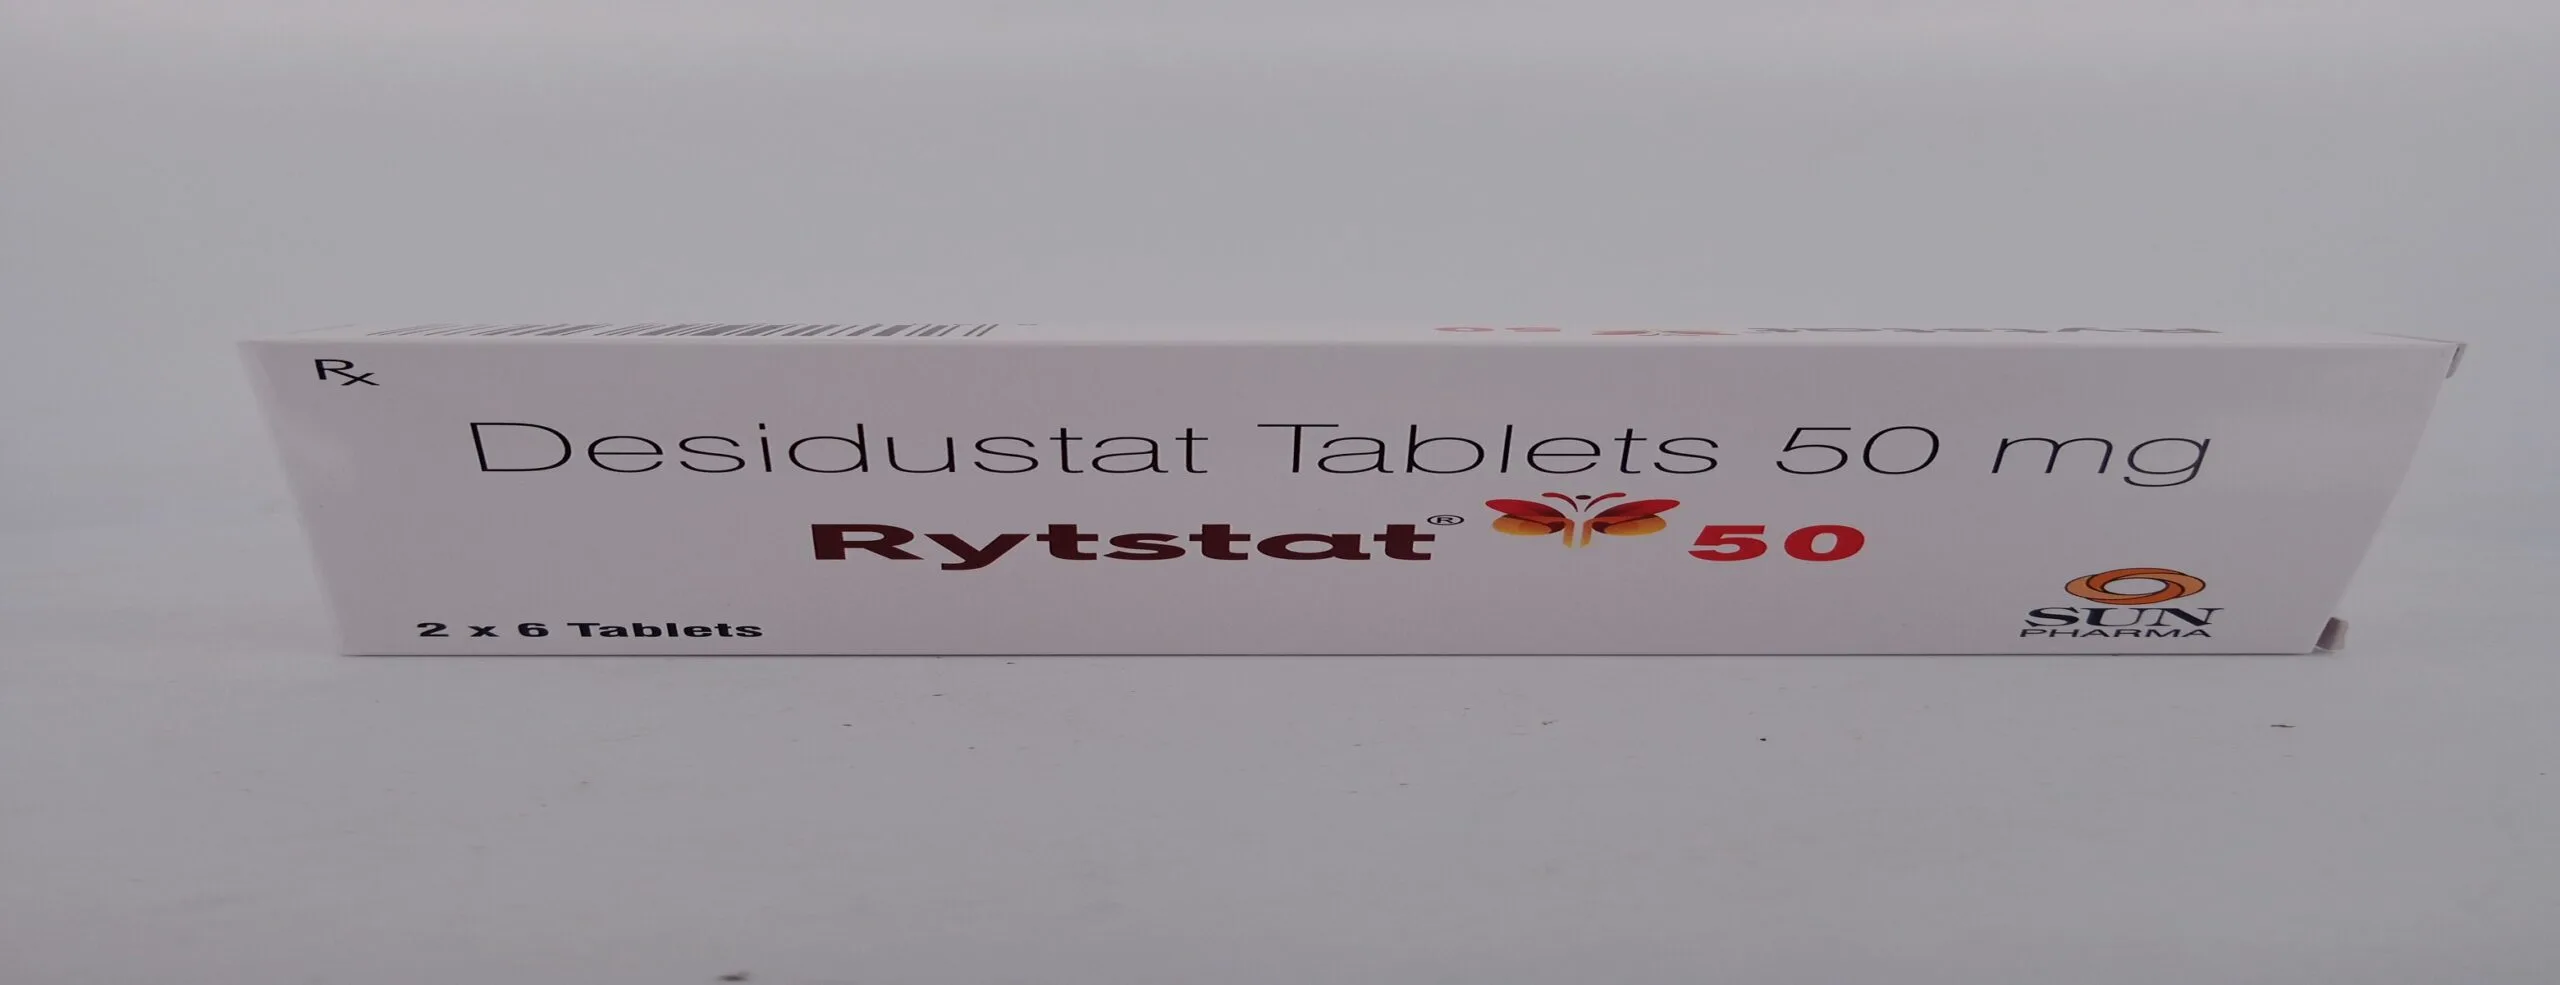 Rx
Desidustat Tablets 50 mg
Rytstat® 50
2 x 6 Tablets
SUN
PHARMA